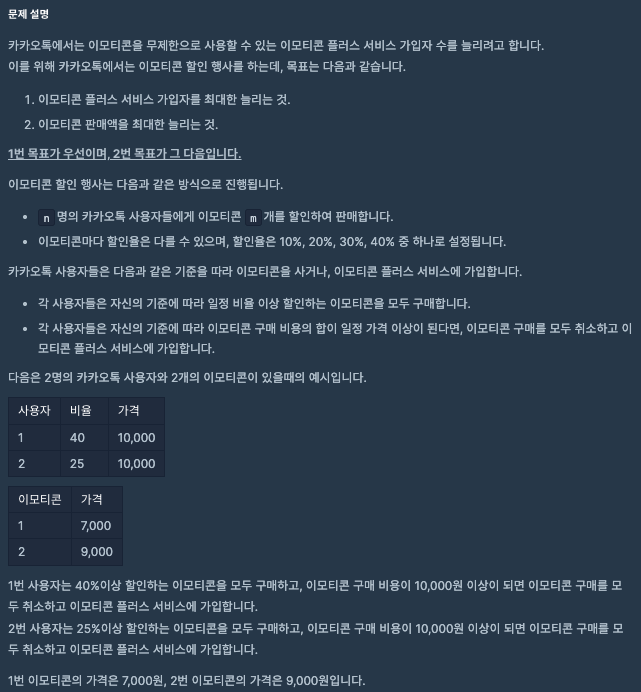 문제 설명
카카오톡에서는 이모티콘을 무제한으로 사용할 수 있는 이모티콘 플러스 서비스 가입자 수를 늘리려고 합니다.
이를 위해 카카오톡에서는 이모티콘 할인 행사를 하는데, 목표는 다음과 같습니다.
1. 이모티콘 플러스 서비스 가입자를 최대한 늘리는 것.
2. 이모티콘 판매액을 최대한 늘리는 것.
1번 목표가 우선이며, 2번 목표가 그 다음입니다.
이모티콘 할인 행사는 다음과 같은 방식으로 진행됩니다.
• n 명의 카카오톡 사용자들에게 이모티콘 m 개를 할인하여 판매합니다.
• 이모티콘마다 할인율은 다를 수 있으며, 할인율은 10%, 20%, 30%, 40% 중 하나로 설정됩니다.
카카오톡 사용자들은 다음과 같은 기준을 따라 이모티콘을 사거나, 이모티콘 플러스 서비스에 가입합니다.
• 각 사용자들은 자신의 기준에 따라 일정 비율 이상 할인하는 이모티콘을 모두 구매합니다.
• 각 사용자들은 자신의 기준에 따라 이모티콘 구매 비용의 합이 일정 가격 이상이 된다면, 이모티콘 구매를 모두 취소하고 이
모티콘 플러스 서비스에 가입합니다.
다음은 2명의 카카오톡 사용자와 2개의 이모티콘이 있을때의 예시입니다.
사용자 비율 가격
1 40 10,000
2 25 10,000
이모티콘 가격
1 7,000
2 9,000
1번 사용자는 40%이상 할인하는 이모티콘을 모두 구매하고, 이모티콘 구매 비용이 10,000원 이상이 되면 이모티콘 구매를 모
두 취소하고 이모티콘 플러스 서비스에 가입합니다.
2번 사용자는 25%이상 할인하는 이모티콘을 모두 구매하고, 이모티콘 구매 비용이 10,000원 이상이 되면 이모티콘 구매를 모
두 취소하고 이모티콘 플러스 서비스에 가입합니다.
1번 이모티콘의 가격은 7,000원, 2번 이모티콘의 가격은 9,000원입니다.